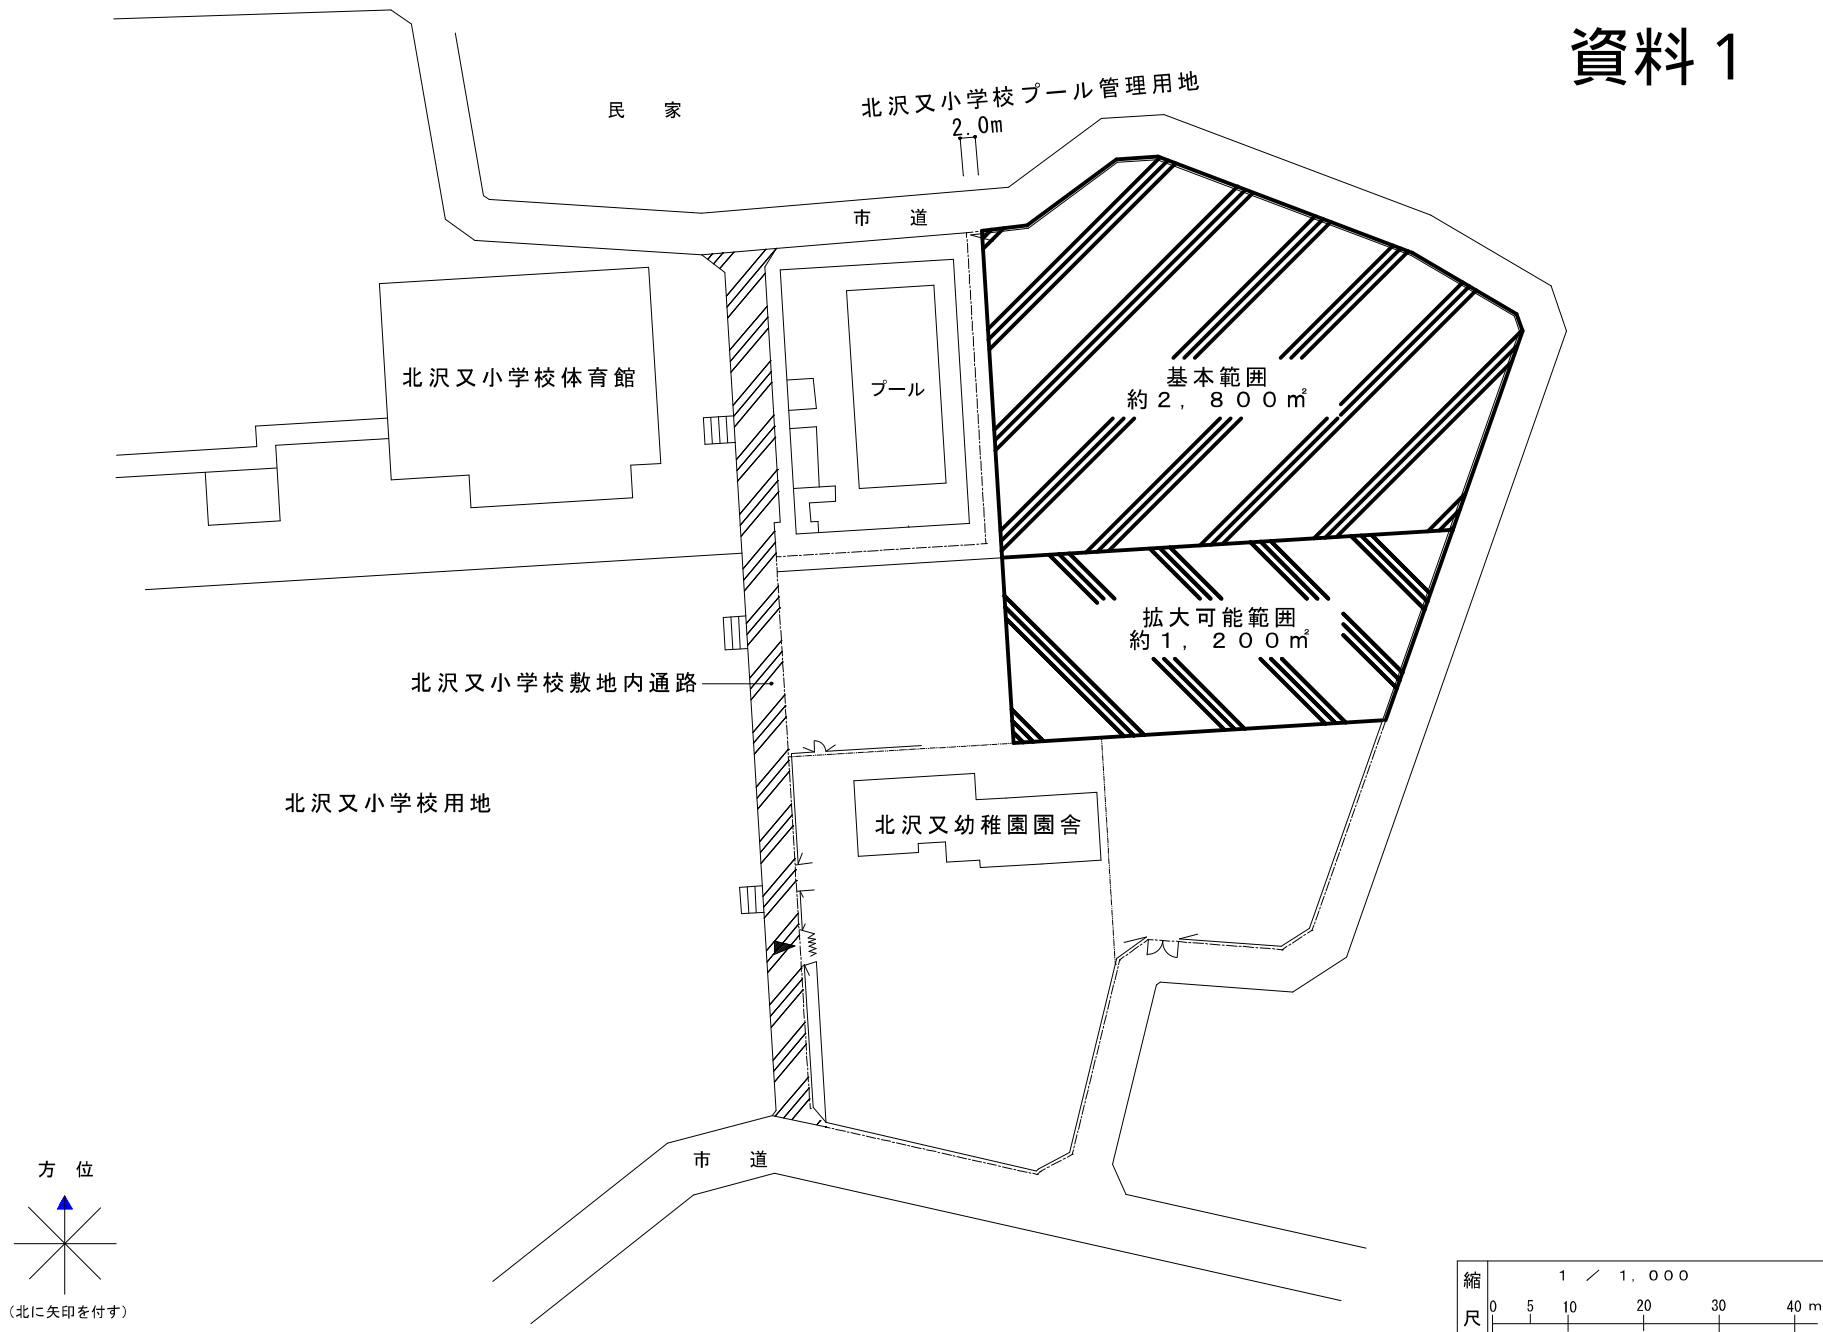 資料１
民　家
北沢又小学校プール管理用地
2.0m
市　道
北沢又小学校体育館
プール
基本範囲
約２，８００㎡
拡大可能範囲
約１，２００㎡
北沢又小学校敷地内通路
北沢又小学校用地
北沢又幼稚園園舎
市　道
方　位
(北に矢印を付す)
縮尺
１／１,０００
0 5 10 20 30 40 m